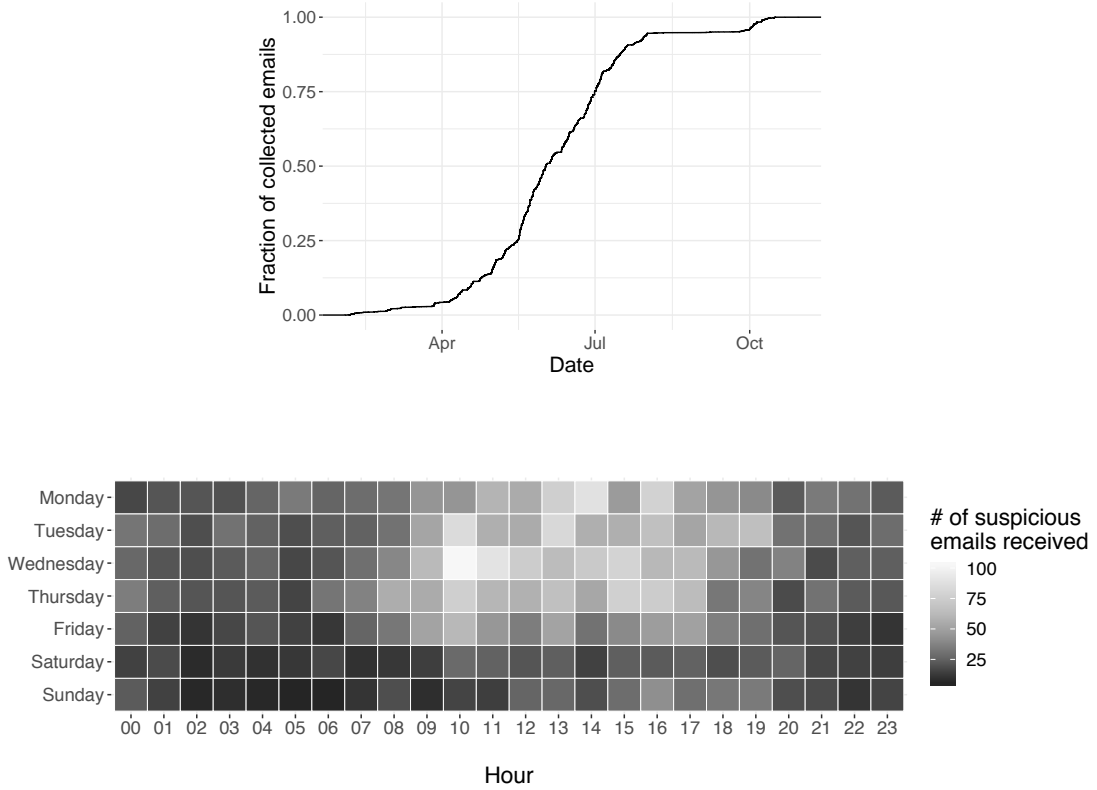 1.00
0.75
0.50
0.25
0.00
Fraction of collected emails
Apr Jul Oct
Date
Monday
Tuesday
Wednesday
Thursday
Friday
Saturday
Sunday
00 01 02 03 04 05 06 07 08 09 10 11 12 13 14 15 16 17 18 19 20 21 22 23
Hour
# of suspicious
emails received
100
75
50
25